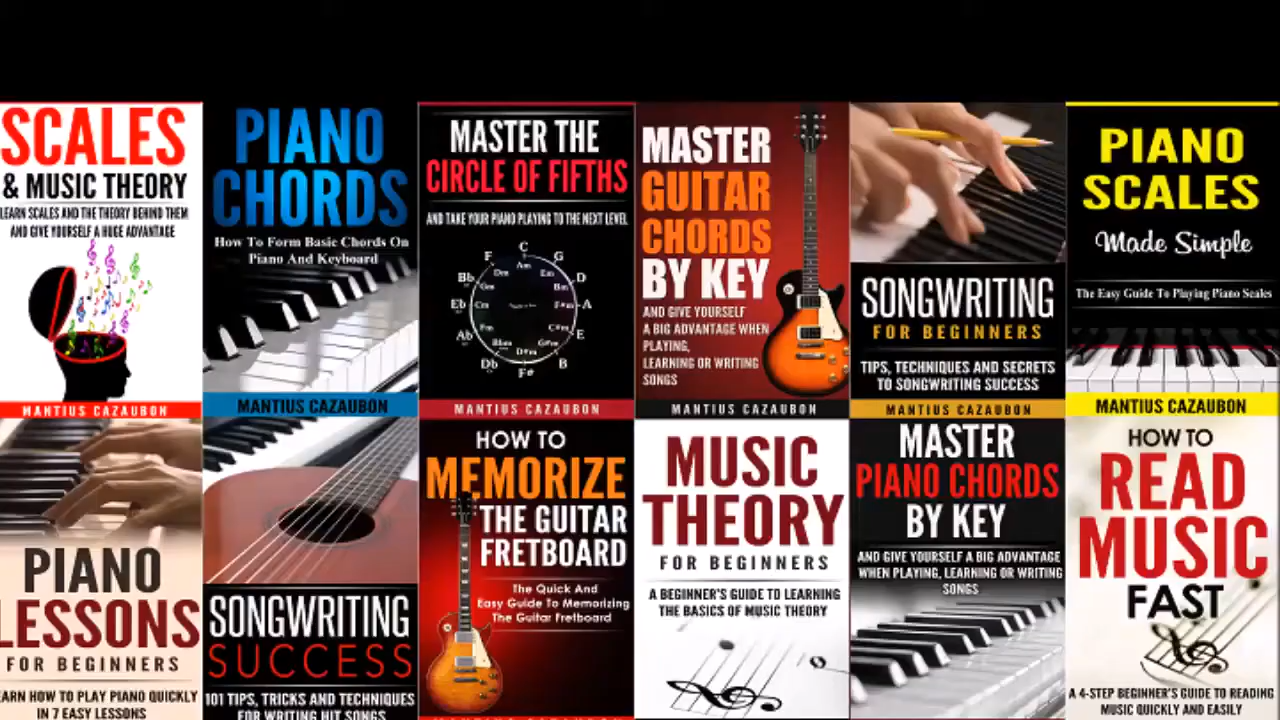 SCALES
& MUSIC THEORY
LEARN SCALES AND THE THEORY BEHIND THEM
AND GIVE YOURSELF A HUGE ADVANTAGE
MANTIUS CAZAUBON
PIANO
CHORDS
How To Form Basic Chords On
Piano And Keyboard
MANTIUS CAZAUBON
MASTER THE
CIRCLE OF FIFTHS
AND TAKE YOUR PIANO PLAYING TO THE NEXT LEVEL
C
F G
Am
Dm Em
Bb D
Gm
Eb Cm F#m A
Fm C#m
Ab E
Bbm
D#m
Db B
F#
MANTIUS CAZAUBON
MASTER
GUITAR
CHORDS
BY KEY
AND GIVE YOURSELF
A BIG ADVANTAGE WHEN
PLAYING,
LEARNING OR WRITING
SONGS
MANTIUS CAZAUBON
SONGWRITING
FOR BEGINNERS
TIPS, TECHNIQUES AND SECRETS
TO SONGWRITING SUCCESS
MANTIUS CAZAUBON
PIANO
SCALES
Made Simple
The Easy Guide To Playing Piano Scales
MANTIUS CAZAUBON
PIANO
LESSONS
FOR BEGINNERS
EARN HOW TO PLAY PIANO QUICKLY
IN 7 EASY LESSONS
SONGWRITING
SUCCESS
101 TIPS, TRICKS AND TECHNIQUES
FOR WRITING HIT SONGS
HOW TO
MEMORIZE
THE GUITAR
FRETBOARD
The Quick And
Easy Guide To Memorizing
The Guitar Fretboard
MUSIC
THEORY
FOR BEGINNERS
A BEGINNER'S GUIDE TO LEARNING
THE BASICS OF MUSIC THEORY
MASTER
PIANO CHORDS
BY KEY
AND GIVE YOURSELF A BIG ADVANTAGE
WHEN PLAYING, LEARNING OR WRITING
SONGS
HOW TO
READ
MUSIC
FAST
A 4-STEP BEGINNER'S GUIDE TO READING
MUSIC QUICKLY AND EASILY